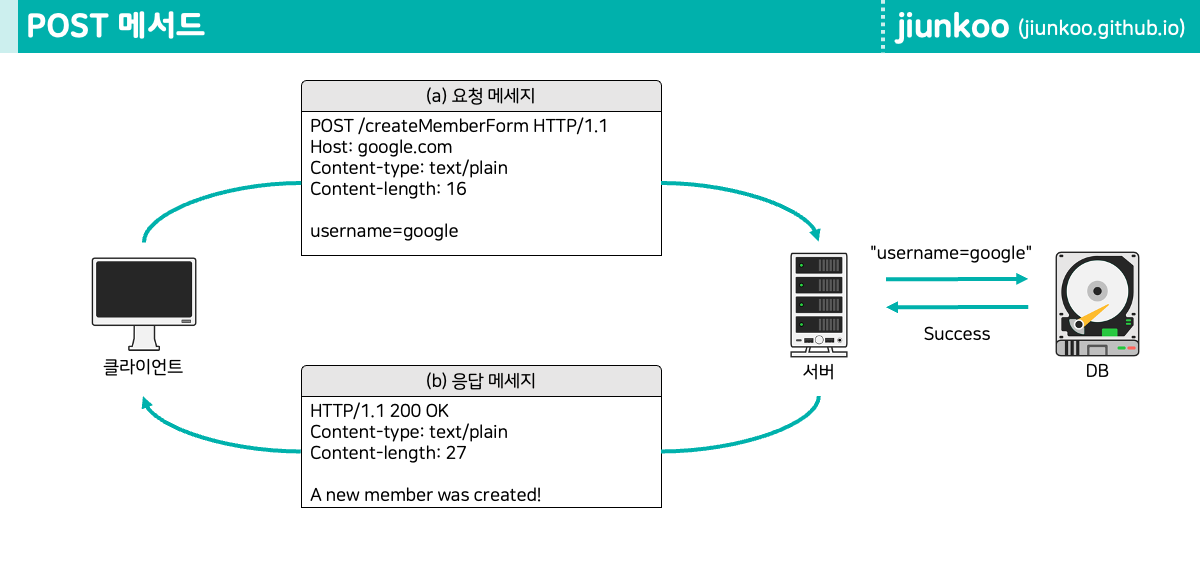 POST 메서드
jiunkoo (jiunkoo.github.io)
(a) 요청 메세지
POST /createMemberForm HTTP/1.1
Host: google.com
Content-type: text/plain
Content-length: 16
username=google
클라이언트
서버
"username=google"
Success
DB
(b) 응답 메세지
HTTP/1.1 200 OK
Content-type: text/plain
Content-length: 27
A new member was created!